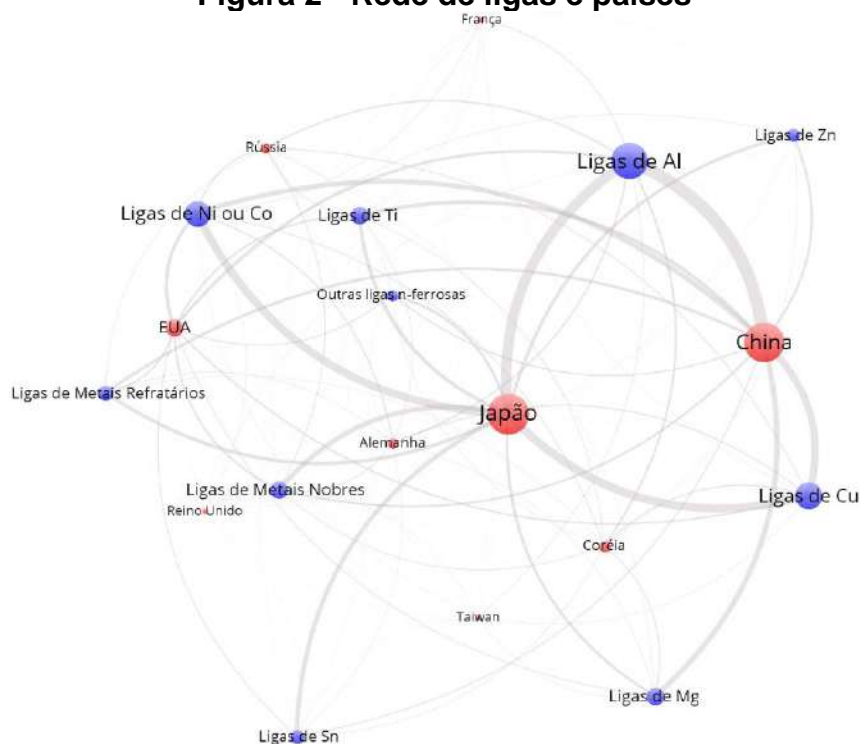 Figura 2 - Rede de ligas e países
França
Ligas de Zn
Rússia
Ligas de Al
Ligas de Ni ou Co
Ligas de Ti
Outras ligas n-ferrosas
EUA
China
Ligas de Metais Refratários
Japão
Alemanha
Ligas de Metais Nobres
Ligas de Cu
Reino Unido
Coréia
Taiwan
Ligas de Mg
Ligas de Sn